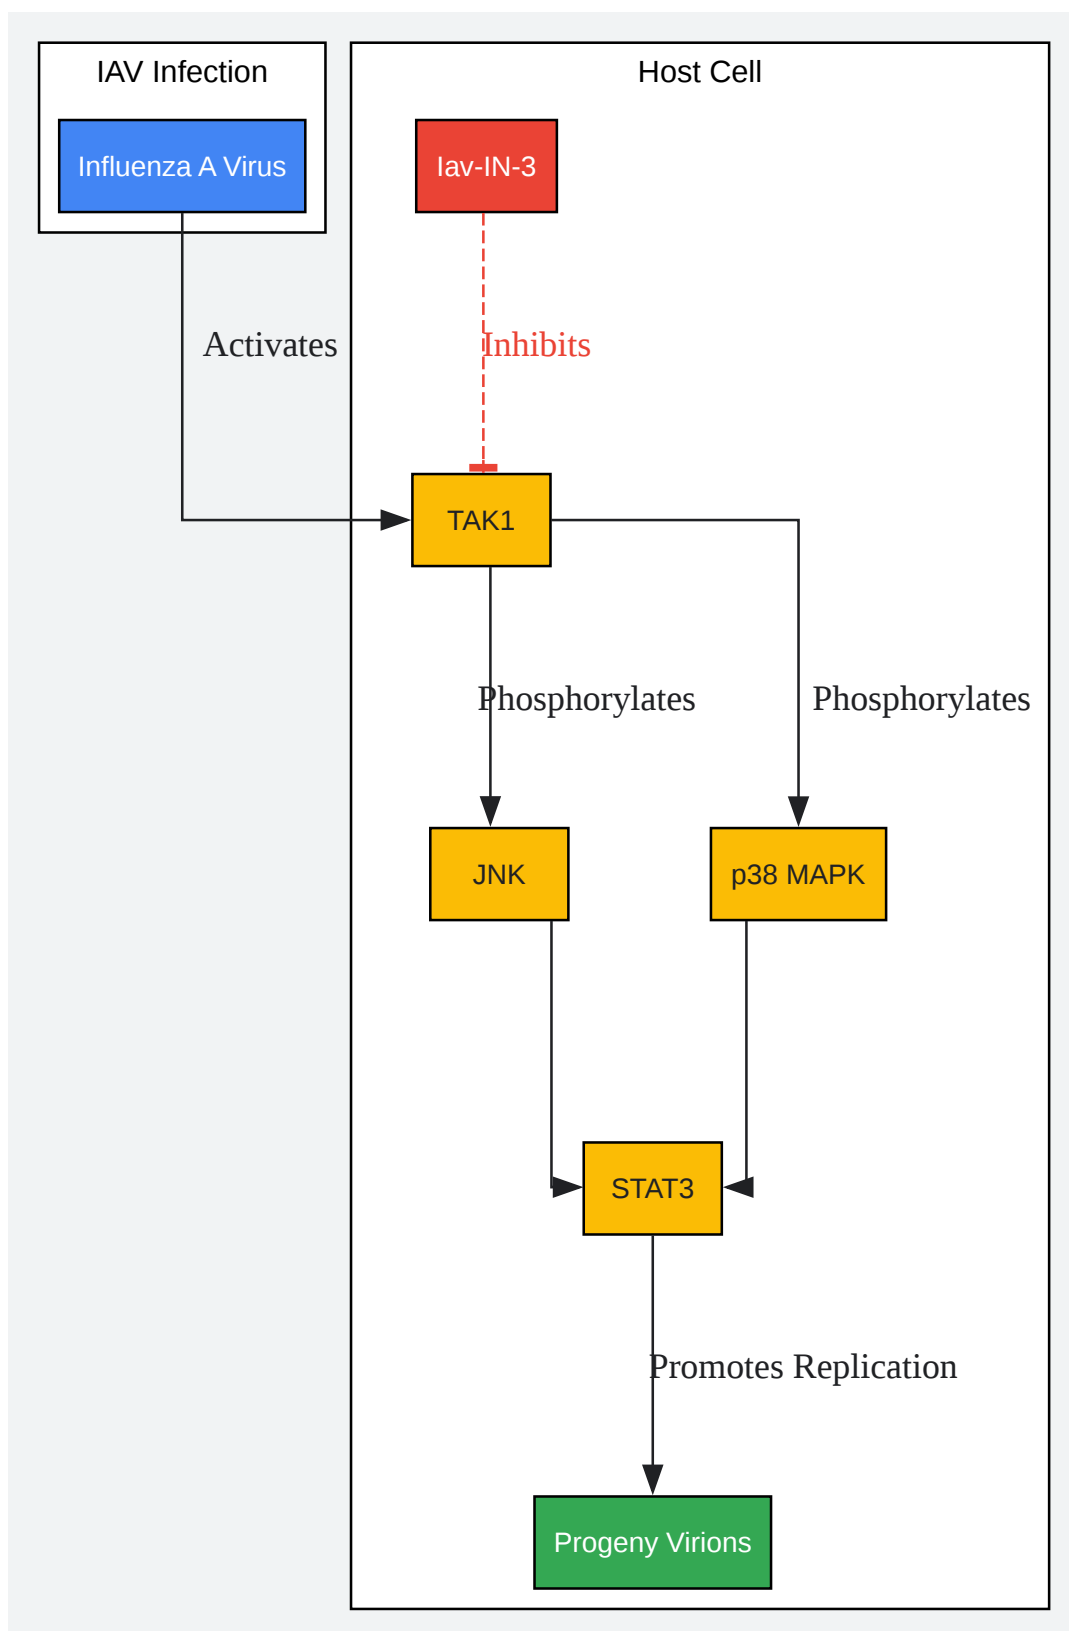 IAV Infection
Host Cell
Influenza A Virus
Iav-IN-3
Activates
Inhibits
TAK1
Phosphorylates
Phosphorylates
JNK
p38 MAPK
STAT3
Promotes Replication
Progeny Virions